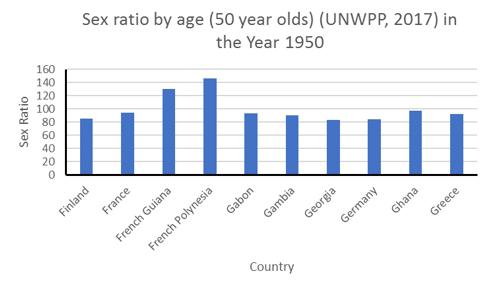 Sex ratio by age (50 year olds) (UNWPP, 2017) in
the Year 1950
160
140
120
100
80
60
40
20
0
Sex Ratio
Finland
France
French Guiana
French Polynesia
Gabon
Gambia
Georgia
Germany
Ghana
Greece
Country